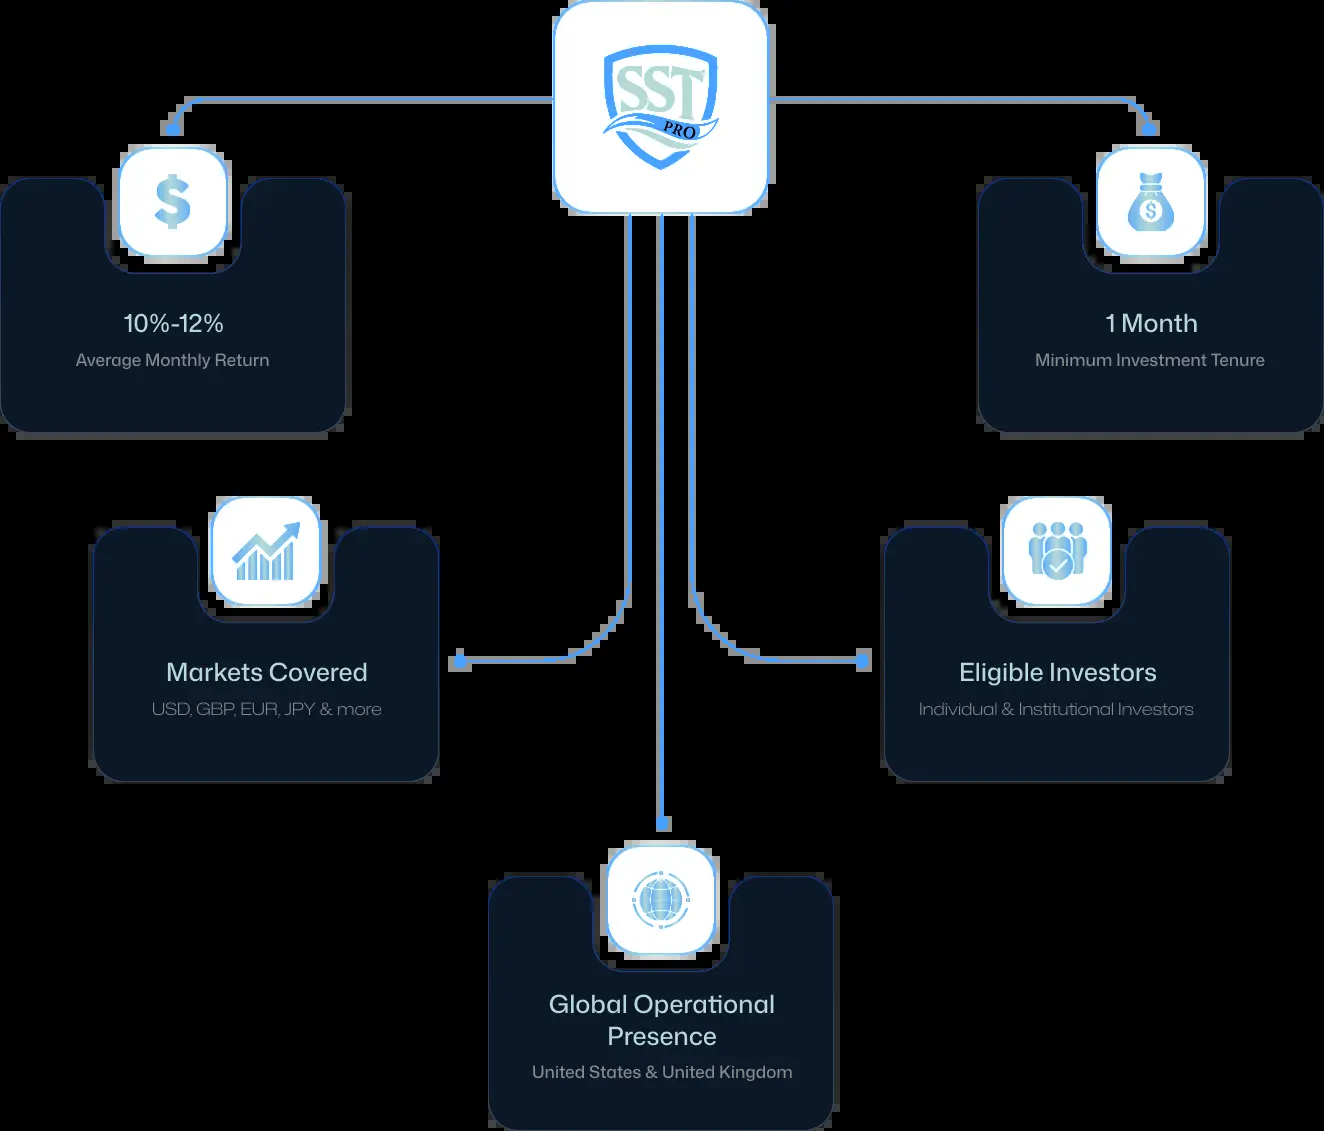 SST
PRO
$
$
10%-12%
Average Monthly Return
1 Month
Minimum Investment Tenure
Markets Covered
USD, GBP, EUR, JPY & more
Eligible Investors
Individual & Institutional Investors
Global Operational
Presence
United States & United Kingdom